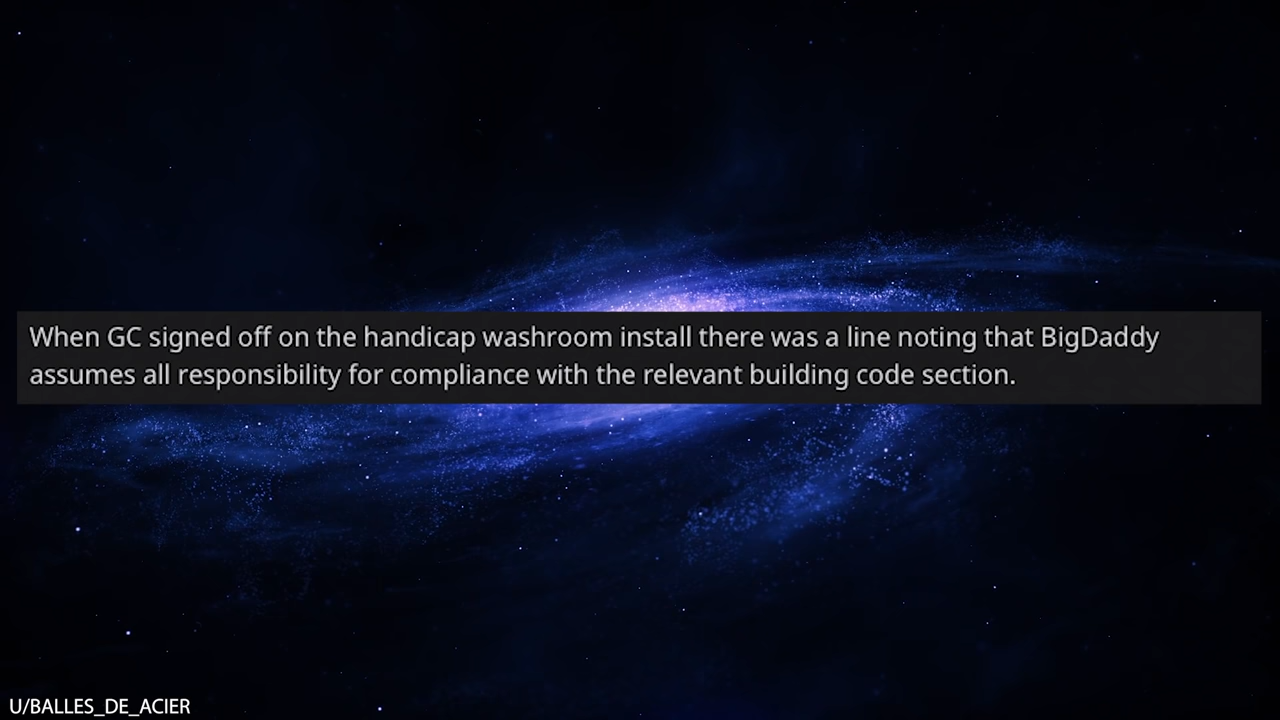 When GC signed off on the handicap washroom install there was a line noting that BigDaddy
assumes all responsibility for compliance with the relevant building code section.
U/BALLES_DE_ACIER